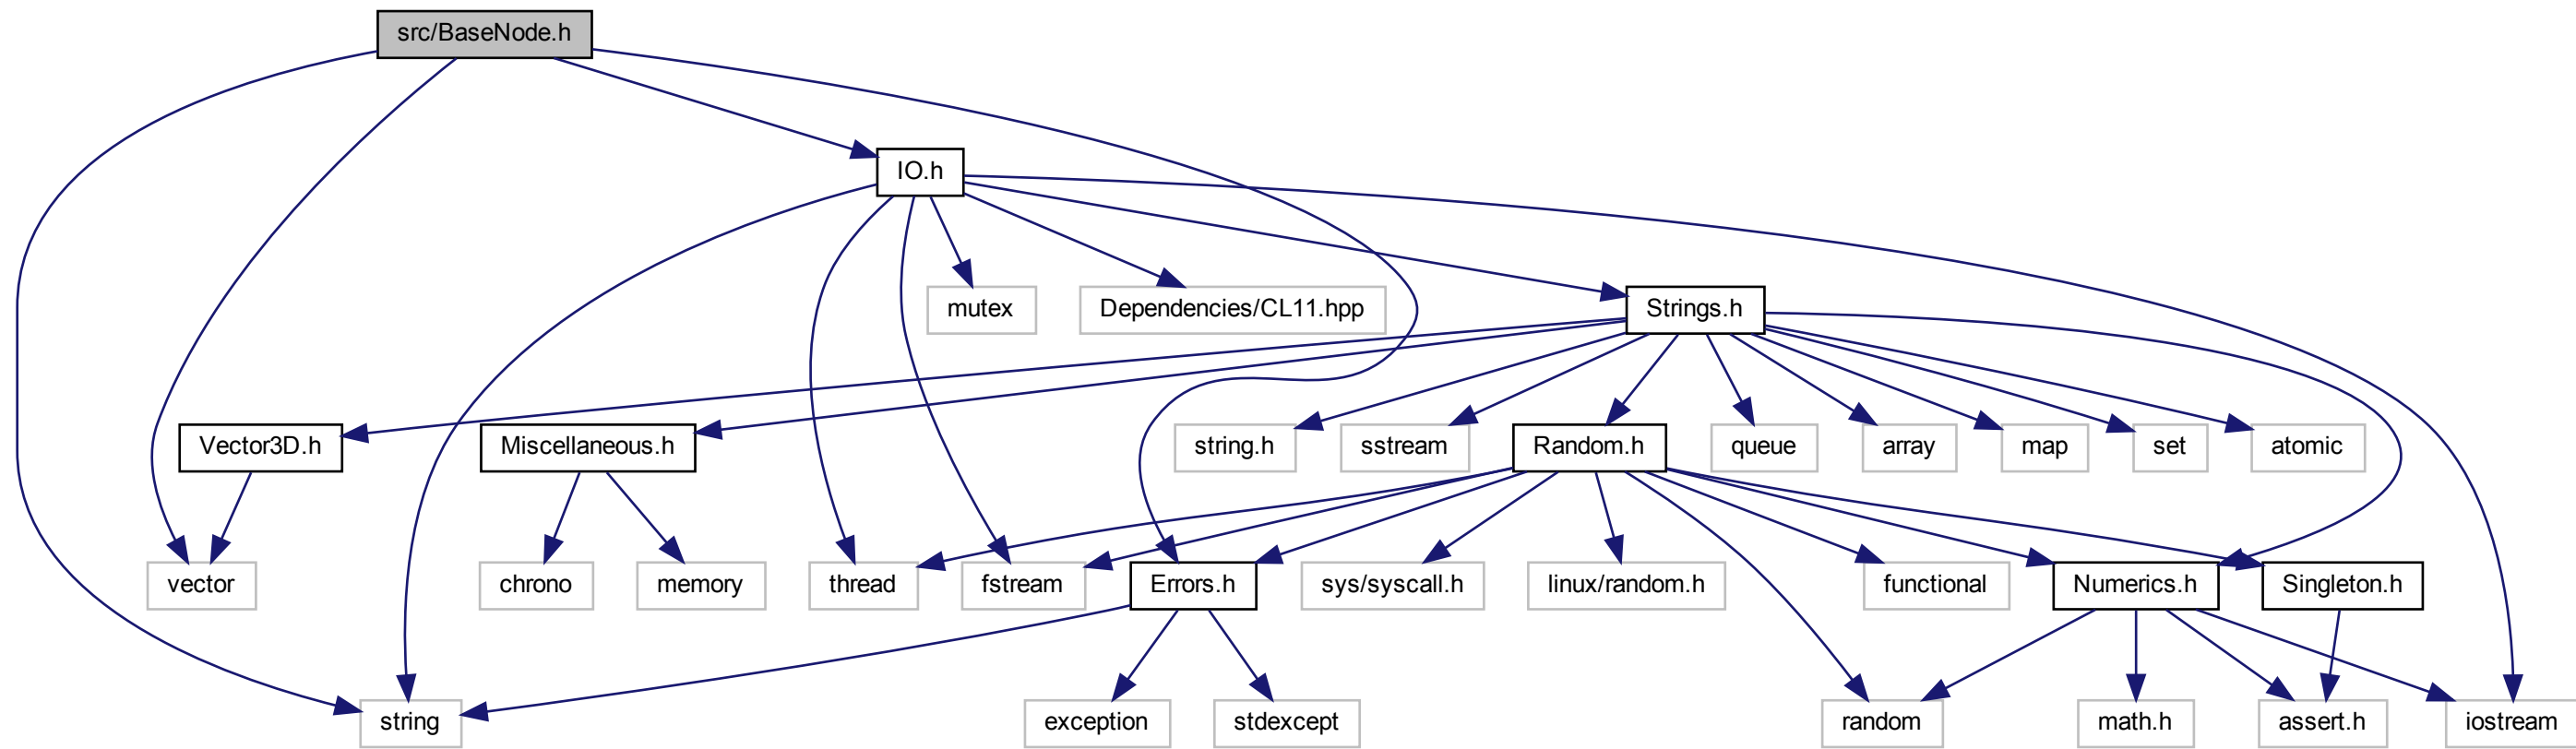 src/BaseNode.h
IO.h
mutex
Dependencies/CL11.hpp
Strings.h
Vector3D.h
Miscellaneous.h
string.h
sstream
Random.h
queue
array
map
set
atomic
vector
chrono
memory
thread
fstream
Errors.h
sys/syscall.h
linux/random.h
functional
Numerics.h
Singleton.h
string
exception
stdexcept
random
math.h
assert.h
iostream